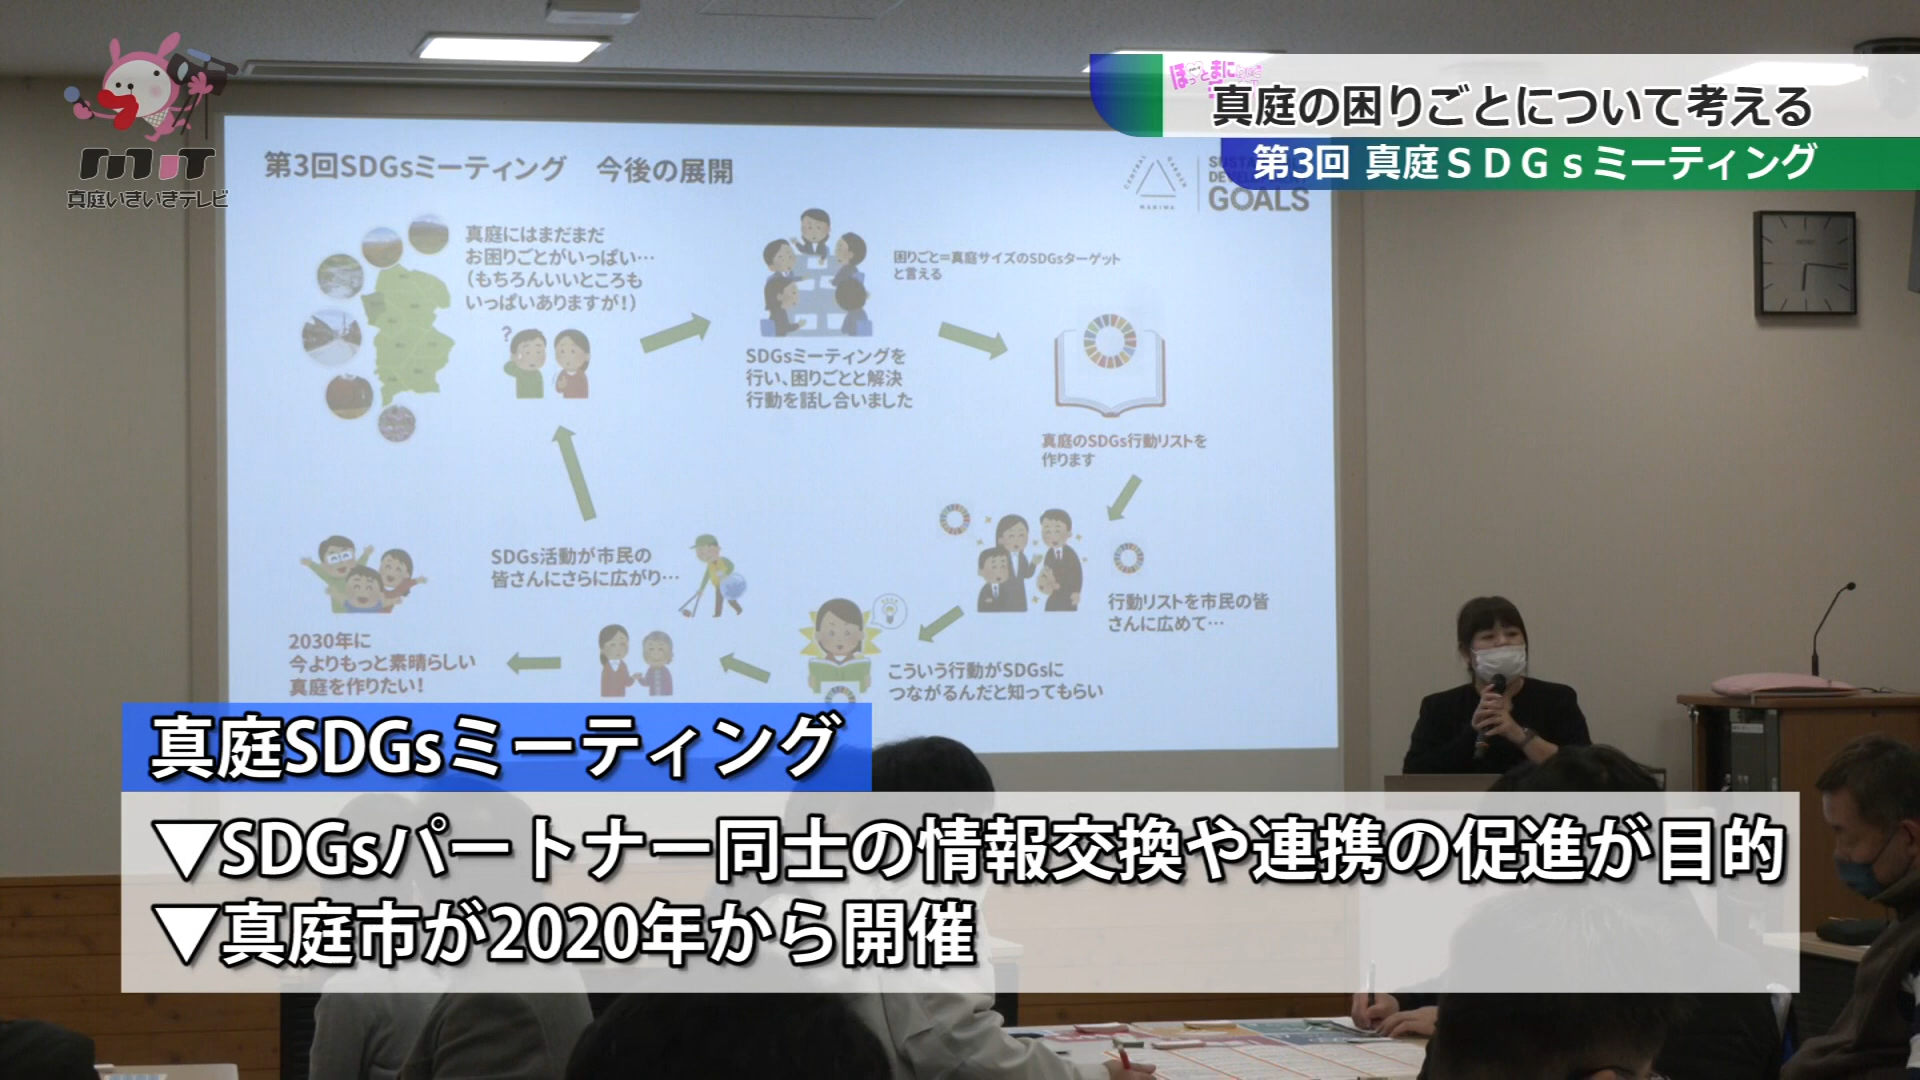 MiT
真庭いきいきテレビ
真庭の困りごとについて考える
第3回 真庭ＳＤＧｓミーティング
第3回SDGsミーティング　今後の展開
GOALS
MANIWA
真庭にはまだまだ
お困りごとがいっぱい…
（もちろんいいところも
いっぱいありますが！）
?
困りごと＝真庭サイズのSDGsターゲット
と言える
SDGsミーティングを
行い、困りごとと解決
行動を話し合いました
真庭のSDGs行動リストを
作ります
行動リストを市民の皆
さんに広めて…
こういう行動がSDGsに
つながるんだと知ってもらい
SDGs活動が市民の
皆さんにさらに広がり…
2030年に
今よりもっと素晴らしい
真庭を作りたい！
真庭SDGsミーティング
▼SDGsパートナー同士の情報交換や連携の促進が目的
▼真庭市が2020年から開催